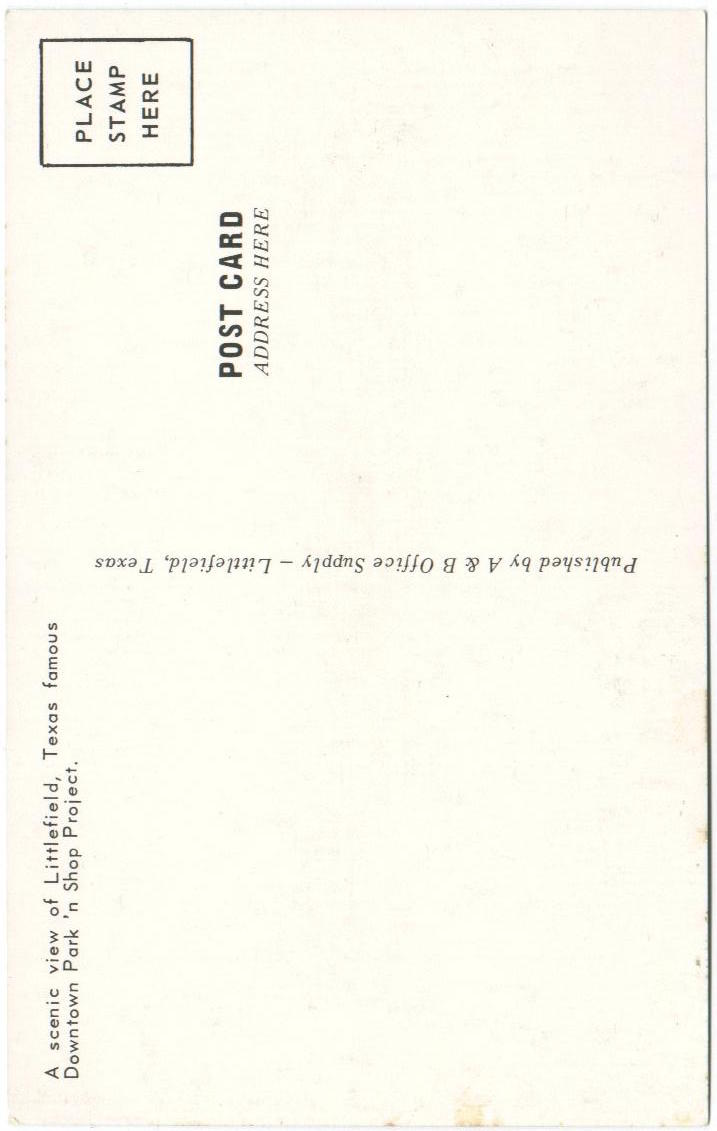 A scenic view of Littlefield, Texas famous
Downtown Park 'n Shop Project.
Published by A & B Office Supply – Littlefield, Texas
PLACE
STAMP
HERE
POST CARD
ADDRESS HERE